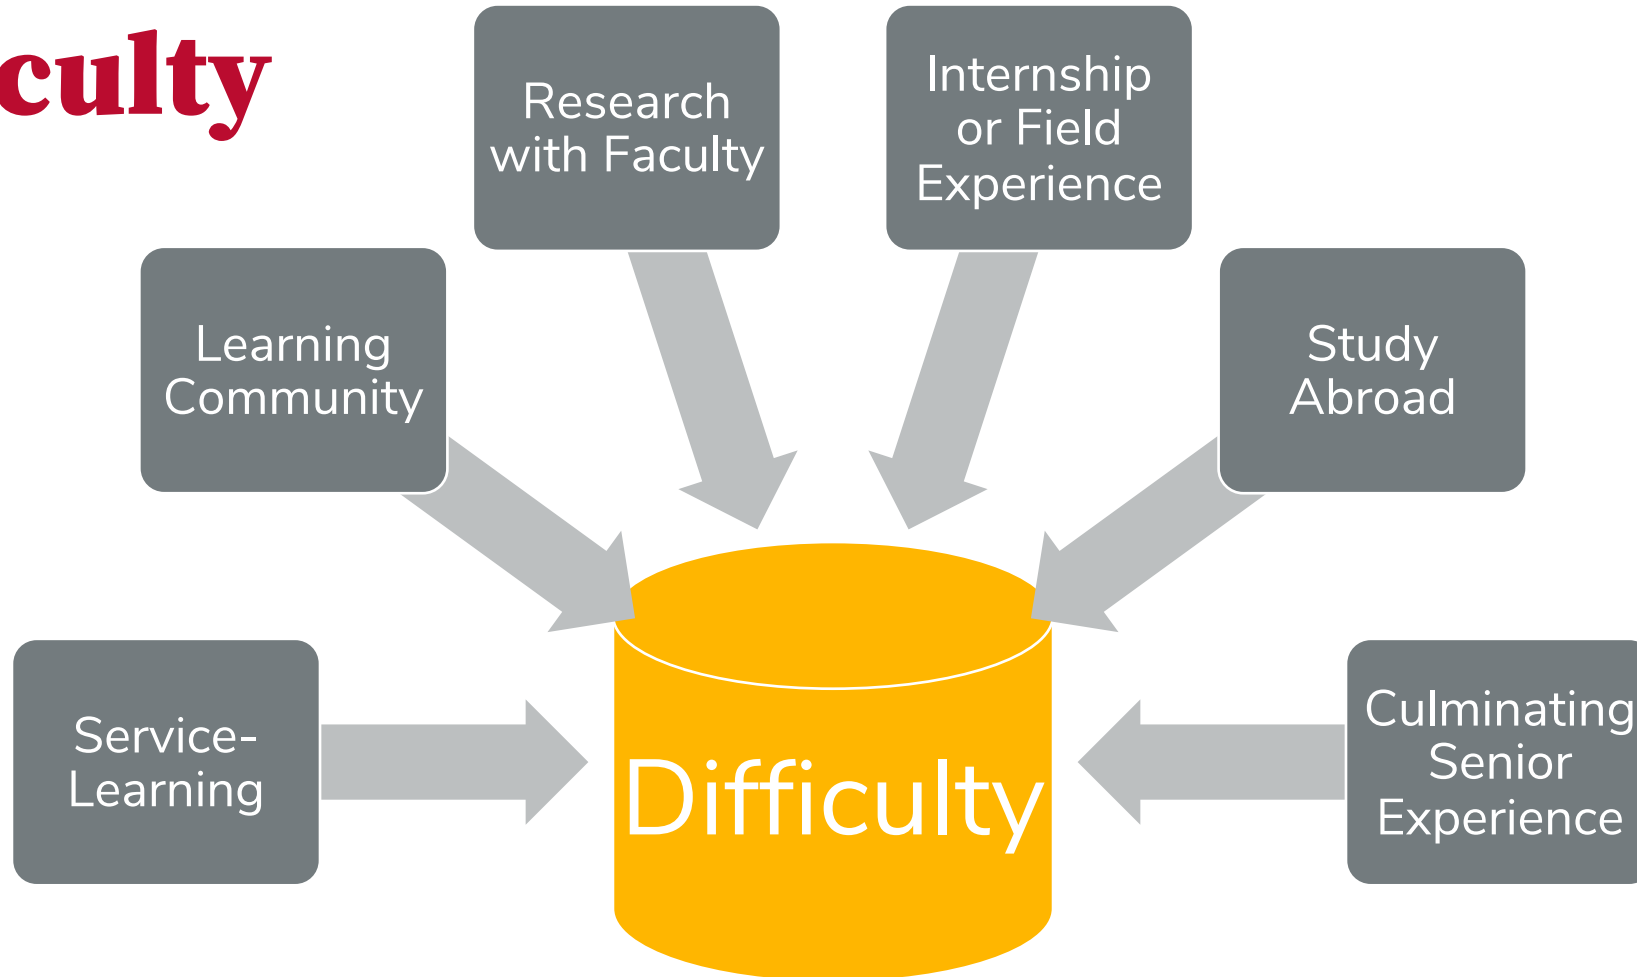 culty
Research
with Faculty
Internship
or Field
Experience
Learning
Community
Study
Abroad
Service-
Learning
Culminating
Senior
Experience
Difficulty